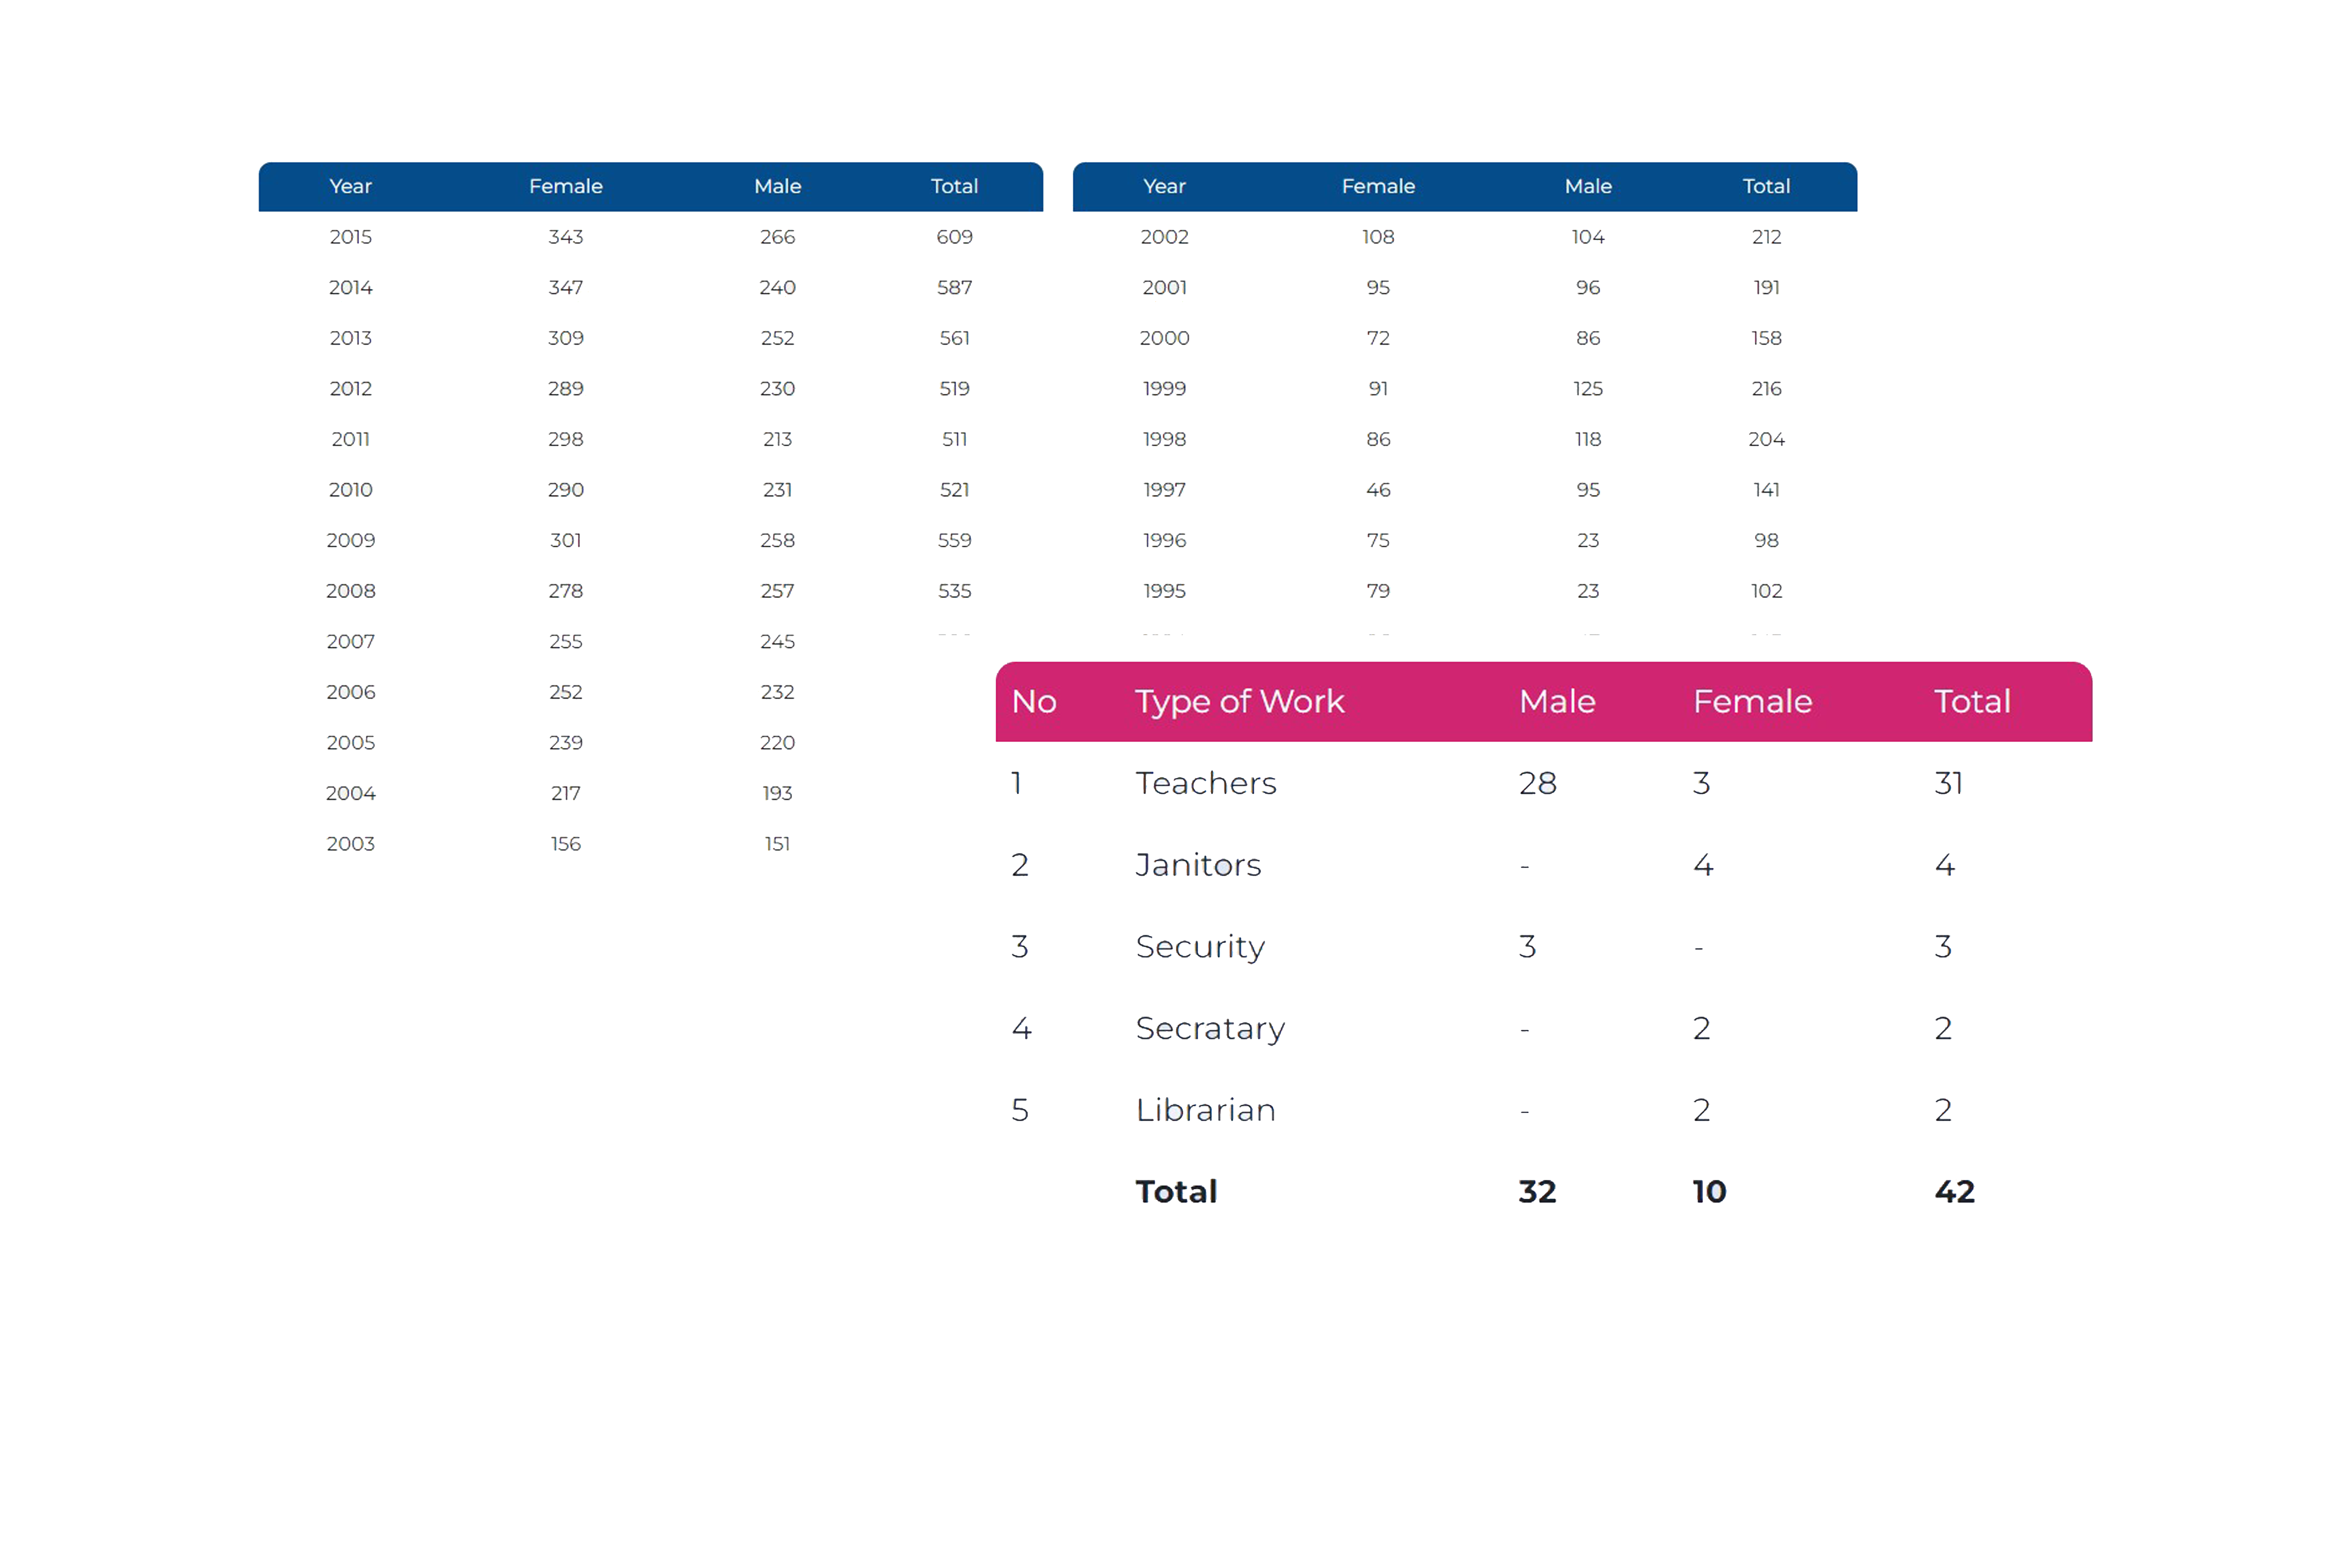 Year Female Male Total
2015 343 266 609
2014 347 240 587
2013 309 252 561
2012 289 230 519
2011 298 213 511
2010 290 231 521
2009 301 258 559
2008 278 257 535
2007 255 245
2006 252 232
2005 239 220
2004 217 193
2003 156 151
Year Female Male Total
2002 108 104 212
2001 95 96 191
2000 72 86 158
1999 91 125 216
1998 86 118 204
1997 46 95 141
1996 75 23 98
1995 79 23 102
No Type of Work Male Female Total
1 Teachers 28 3 31
2 Janitors - 4 4
3 Security 3 - 3
4 Secratary - 2 2
5 Librarian - 2 2
Total 32 10 42